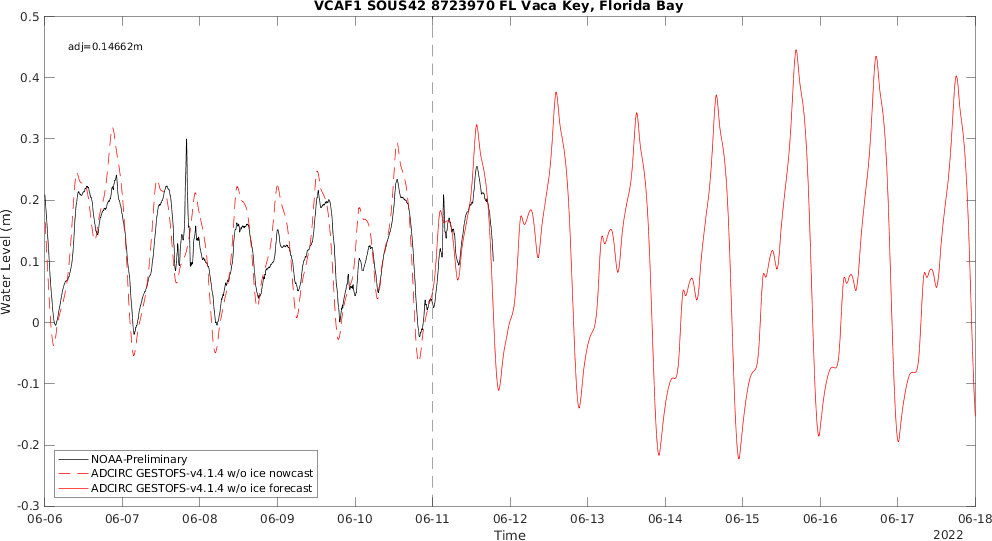 VCAF1 SOUS42 8723970 FL Vaca Key, Florida Bay
adj=0.14662m
0.5
0.4
0.3
0.2
0.1
0
-0.1
-0.2
-0.3
Water Level (m)
NOAA-Preliminary
ADCIRC GESTOFS-v4.1.4 w/o ice nowcast
ADCIRC GESTOFS-v4.1.4 w/o ice forecast
06-06 06-07 06-08 06-09 06-10 06-11 06-12 06-13 06-14 06-15 06-16 06-17 06-18
Time
2022